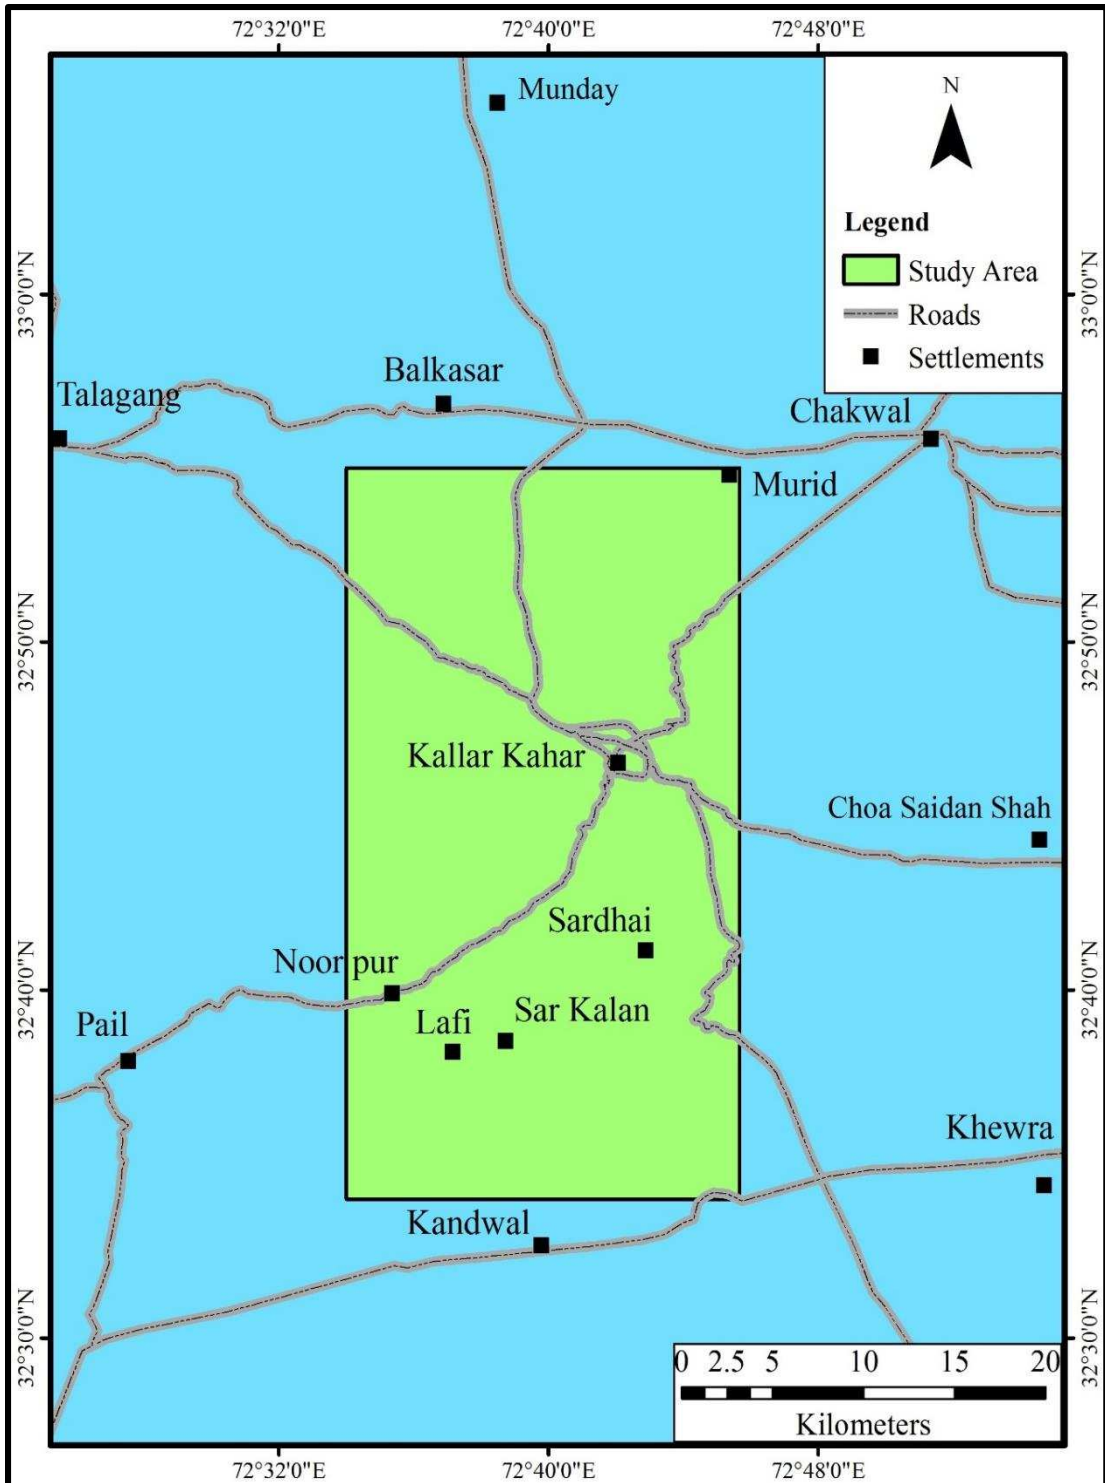 72°32'0"E 72°40'0"E 72°48'0"E
Munday
N
Legend
Study Area
Roads
Settlements
33°0'0"N 33°0'0"N
Balkasar
Talagang
Chakwal
Murid
32°50'0"N 32°50'0"N
Kallar Kahar
Choa Saidan Shah
Sardhai
Noor pur
32°40'0"N 32°40'0"N
Sar Kalan
Lafi
Pail
Khewra
Kandwal
32°30'0"N 32°30'0"N
0 2.5 5 10 15 20
Kilometers
72°32'0"E 72°40'0"E 72°48'0"E